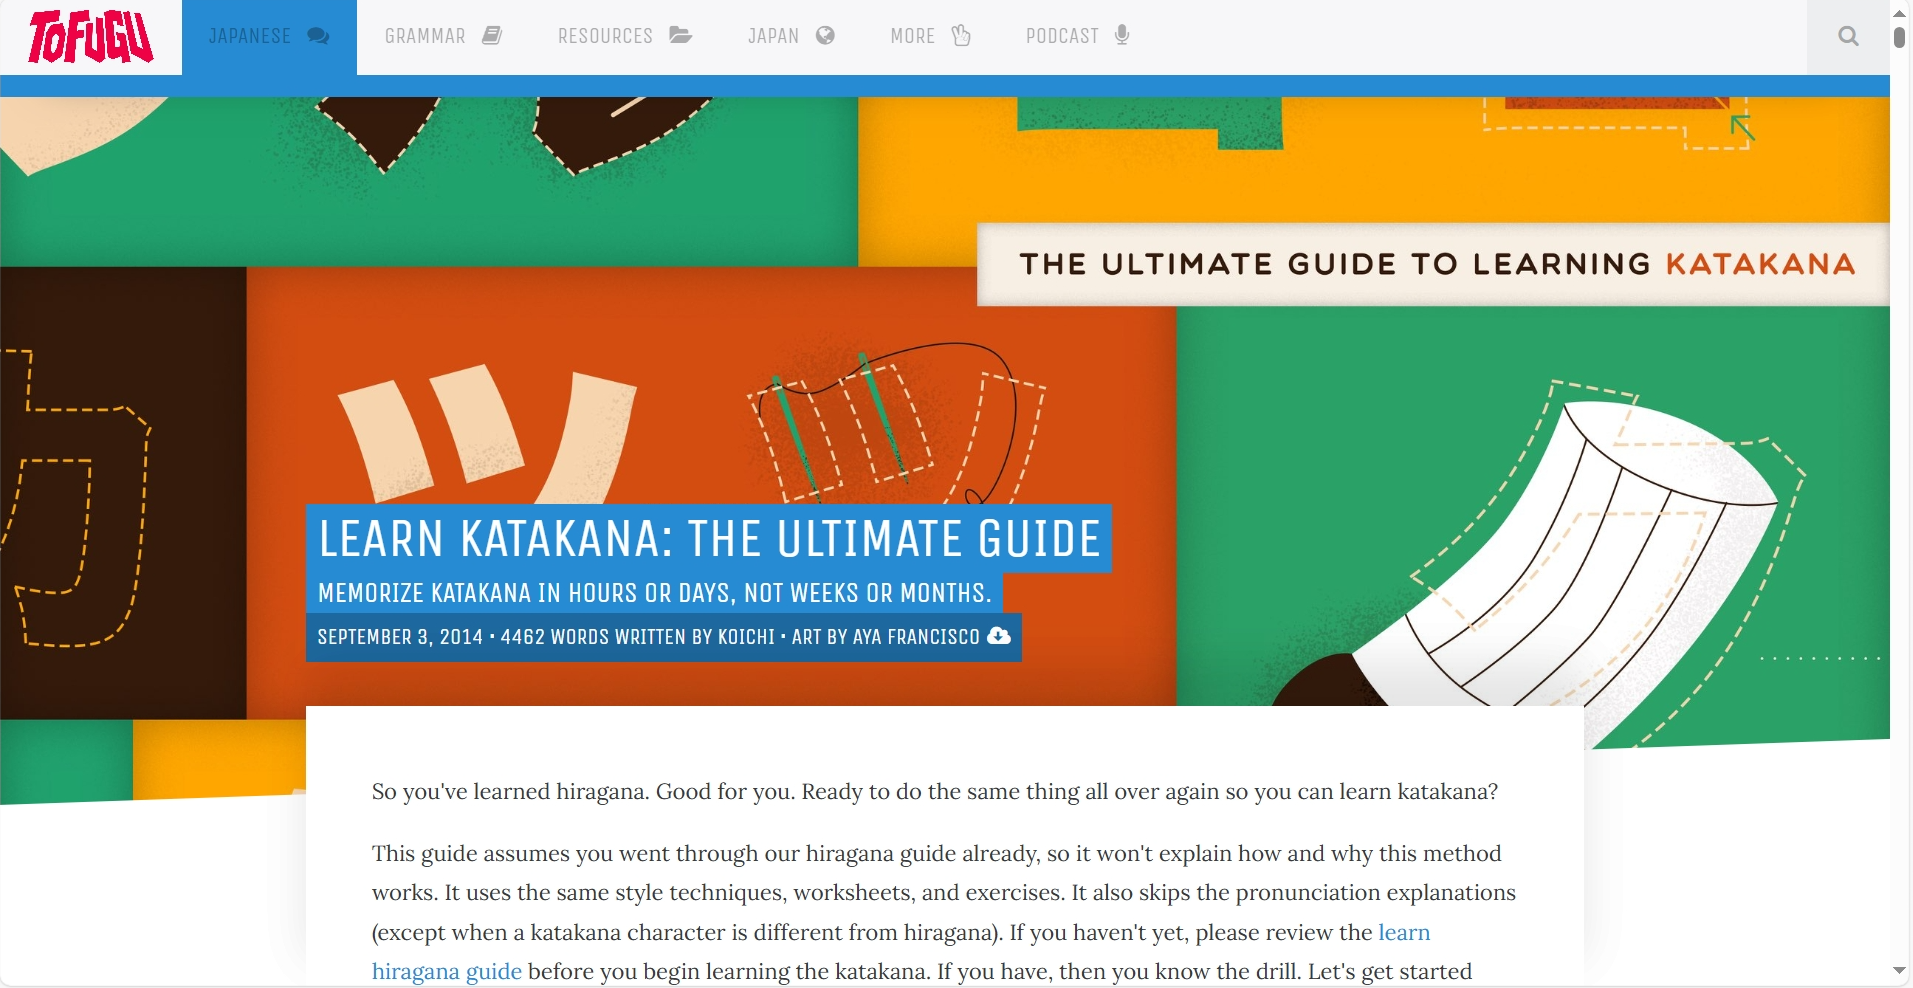 TOFUGU
JAPANESE
GRAMMAR
RESOURCES
JAPAN
MORE
PODCAST
THE ULTIMATE GUIDE TO LEARNING KATAKANA
LEARN KATAKANA: THE ULTIMATE GUIDE
MEMORIZE KATAKANA IN HOURS OR DAYS, NOT WEEKS OR MONTHS.
SEPTEMBER 3, 2014 • 4462 WORDS WRITTEN BY KOICHI • ART BY AYA FRANCISCO
So you've learned hiragana. Good for you. Ready to do the same thing all over again so you can learn katakana?
This guide assumes you went through our hiragana guide already, so it won't explain how and why this method
works. It uses the same style techniques, worksheets, and exercises. It also skips the pronunciation explanations
(except when a katakana character is different from hiragana). If you haven't yet, please review the learn
hiragana guide before you begin learning the katakana. If you have, then you know the drill. Let's get started